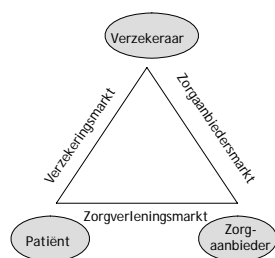 Verzekeraar
Verzekeringsmarkt
Zorgaanbiedersmarkt
Zorgverleningsmarkt
Patiënt
Zorg-
aanbieder